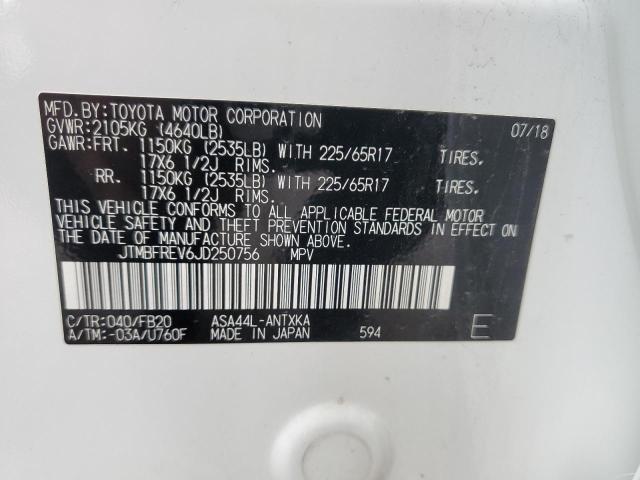 MFD.BY:TOYOTA MOTOR CORPORATION 07/18
GVWR:2105KG (4640LB)
GAWR:FRT. 1150KG (2535LB) WITH 225/65R17 TIRES.
17X6 1/2J RIMS.
RR. 1150KG (2535LB) WITH 225/65R17 TIRES.
17X6 1/2J RIMS.
THIS VEHICLE CONFORMS TO ALL APPLICABLE FEDERAL MOTOR
VEHICLE SAFETY AND THEFT PREVENTION STANDARDS IN EFFECT ON
THE DATE OF MANUFACTURE SHOWN ABOVE.
JTMBFREV6JD250756 MPV
C/TR:040/FB20 ASA44L-ANTXKA E
A/TM:-03A/U760F MADE IN JAPAN 594